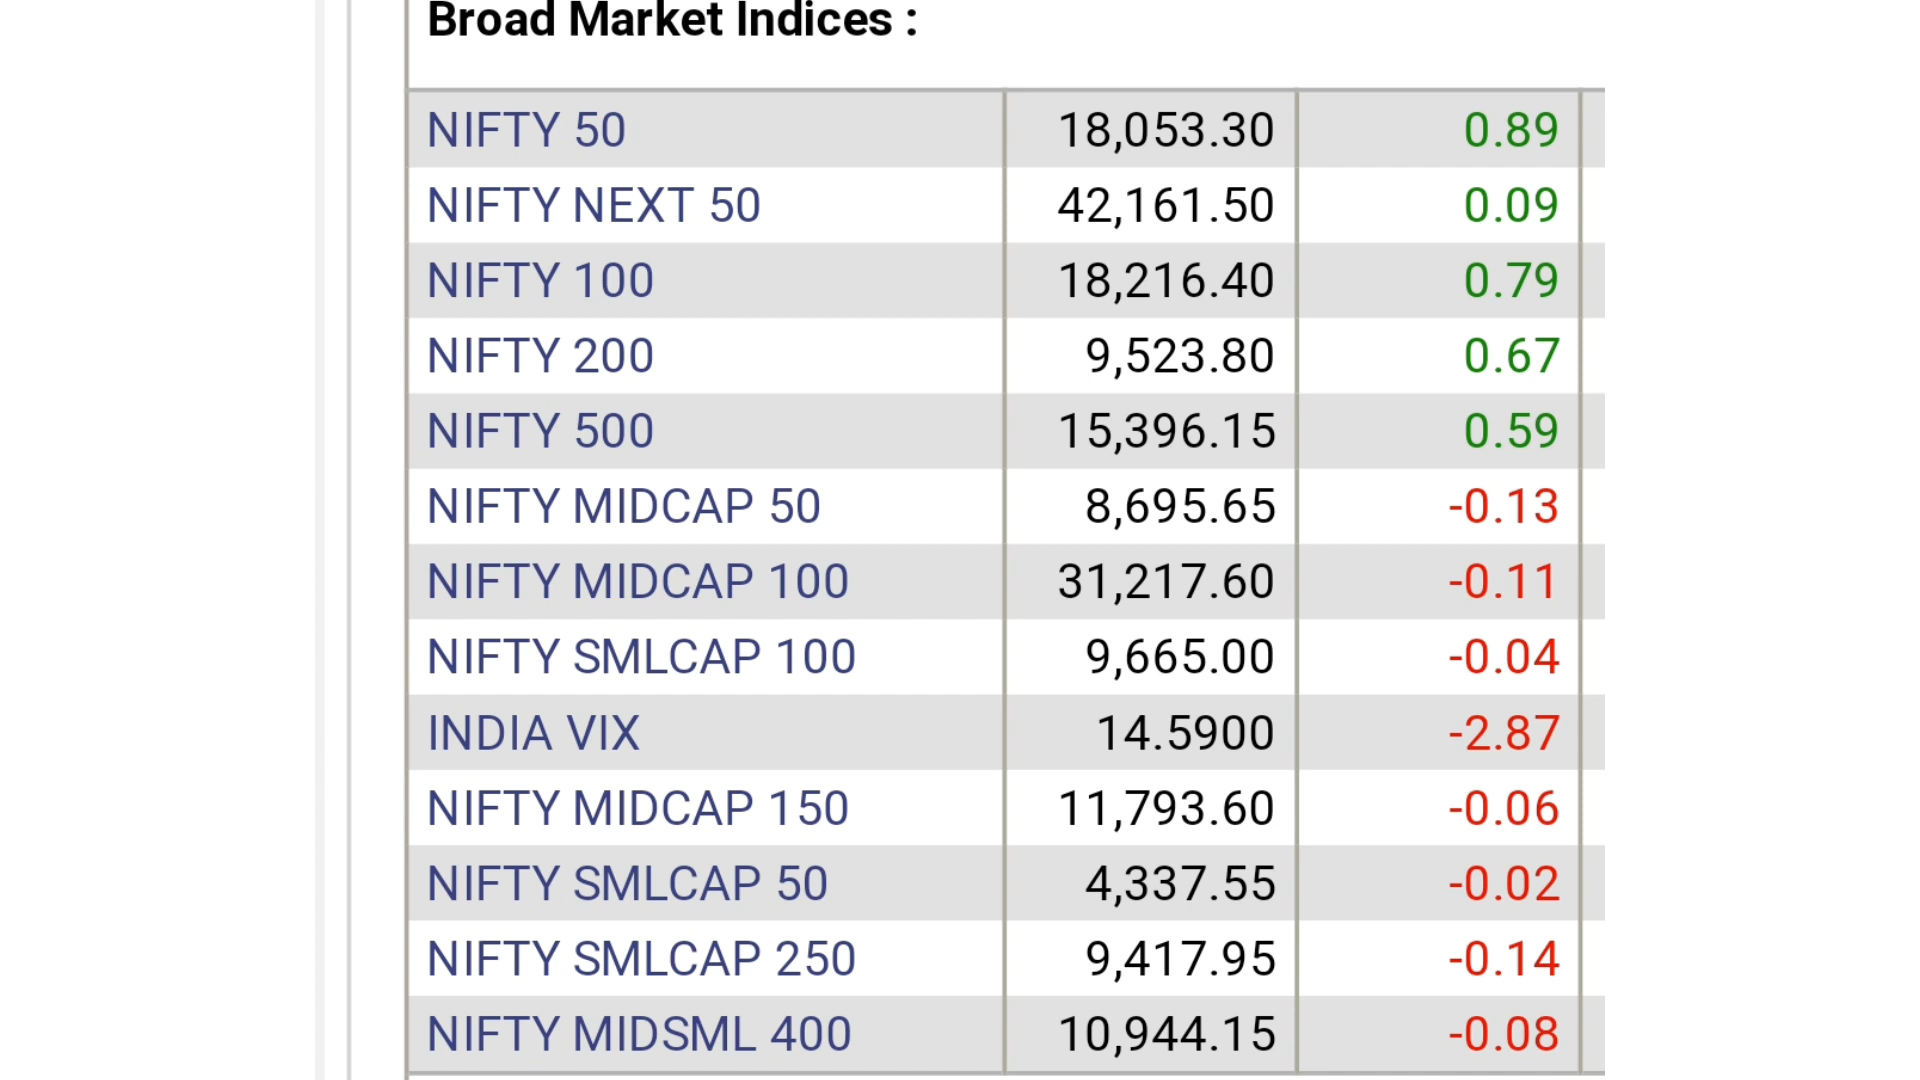 Broad Market Indices :
NIFTY 50 18,053.30 0.89
NIFTY NEXT 50 42,161.50 0.09
NIFTY 100 18,216.40 0.79
NIFTY 200 9,523.80 0.67
NIFTY 500 15,396.15 0.59
NIFTY MIDCAP 50 8,695.65 -0.13
NIFTY MIDCAP 100 31,217.60 -0.11
NIFTY SMLCAP 100 9,665.00 -0.04
INDIA VIX 14.5900 -2.87
NIFTY MIDCAP 150 11,793.60 -0.06
NIFTY SMLCAP 50 4,337.55 -0.02
NIFTY SMLCAP 250 9,417.95 -0.14
NIFTY MIDSML 400 10,944.15 -0.08